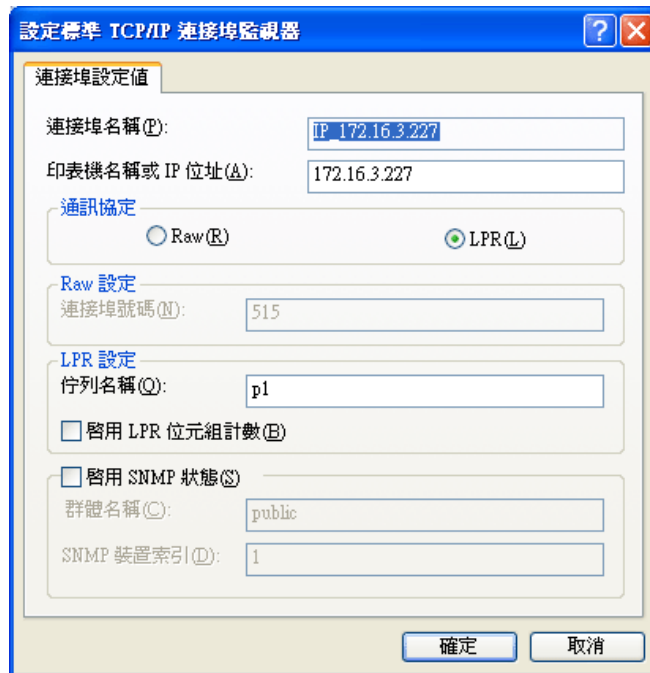 設定標準 TCP/IP 連接埠監視器
連接埠設定值
連接埠名稱(P): IP_172.16.3.227
印表機名稱或 IP 位址(A): 172.16.3.227
通訊協定
Raw(R) LPR(L)
Raw 設定
連接埠號碼(N): 515
LPR 設定
佇列名稱(Q): p1
啓用 LPR 位元組計數(B)
啓用 SNMP 狀態(S)
群體名稱(C): public
SNMP 裝置索引(D): 1
確定 取消